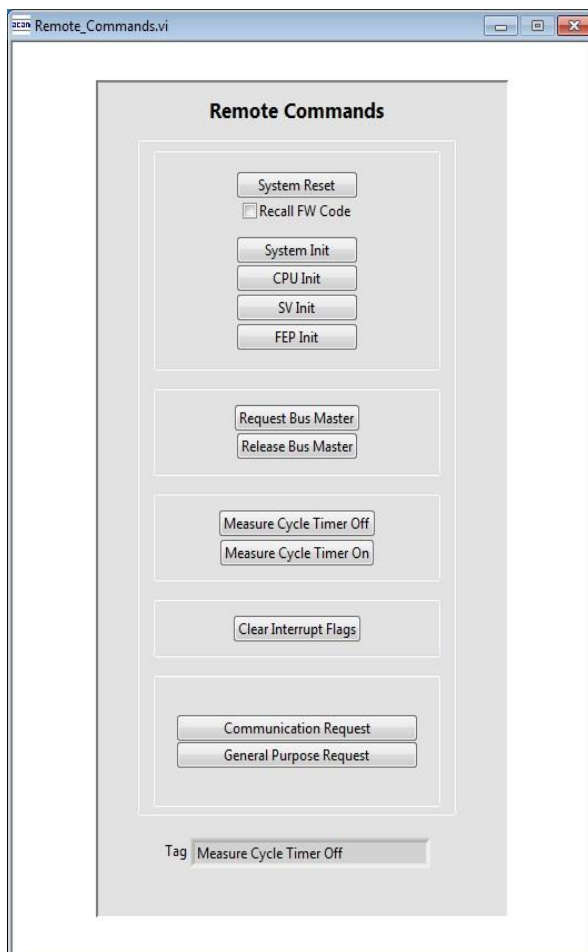 acan Remote_Commands.vi
Remote Commands
System Reset
Recall FW Code
System Init
CPU Init
SV Init
FEP Init
Request Bus Master
Release Bus Master
Measure Cycle Timer Off
Measure Cycle Timer On
Clear Interrupt Flags
Communication Request
General Purpose Request
Tag Measure Cycle Timer Off